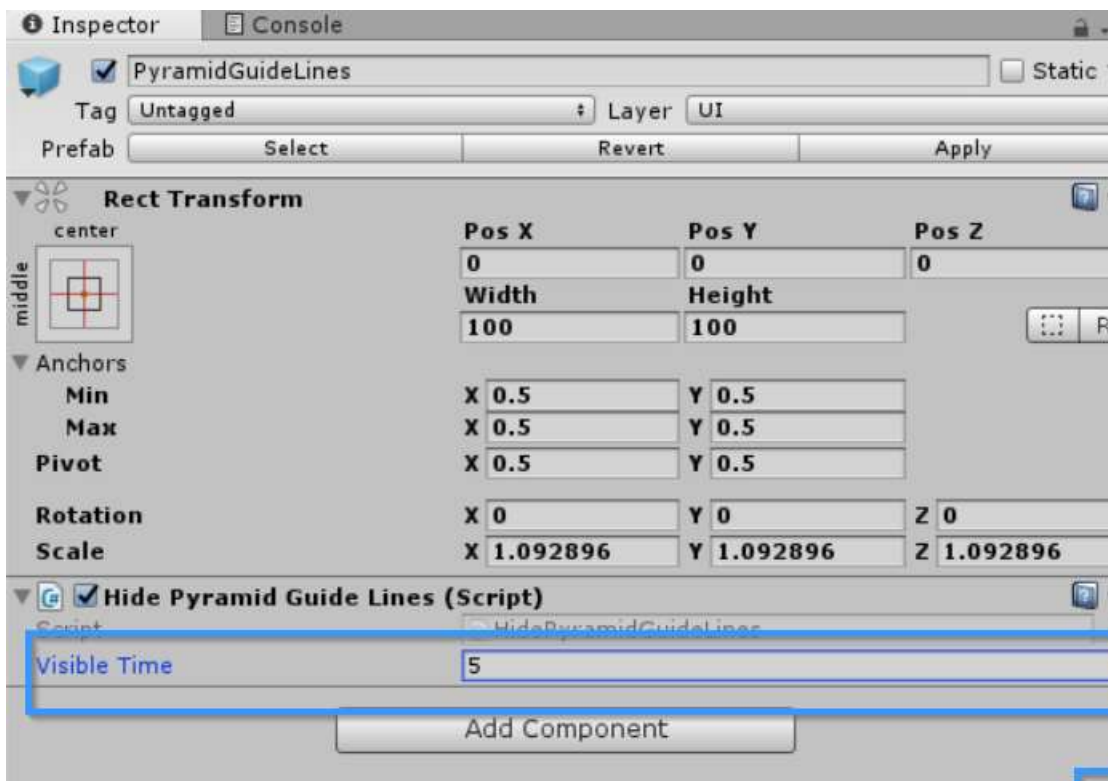 Inspector Console
PyramidGuideLines Static
Tag Untagged Layer UI
Prefab Select Revert Apply
Rect Transform
center Pos X Pos Y Pos Z
middle 0 0 0
Width Height
100 100 R
Anchors
Min X 0.5 Y 0.5
Max X 0.5 Y 0.5
Pivot X 0.5 Y 0.5
Rotation X 0 Y 0 Z 0
Scale X 1.092896 Y 1.092896 Z 1.092896
Hide Pyramid Guide Lines (Script)
Script HidePyramidGuideLines
Visible Time 5
Add Component